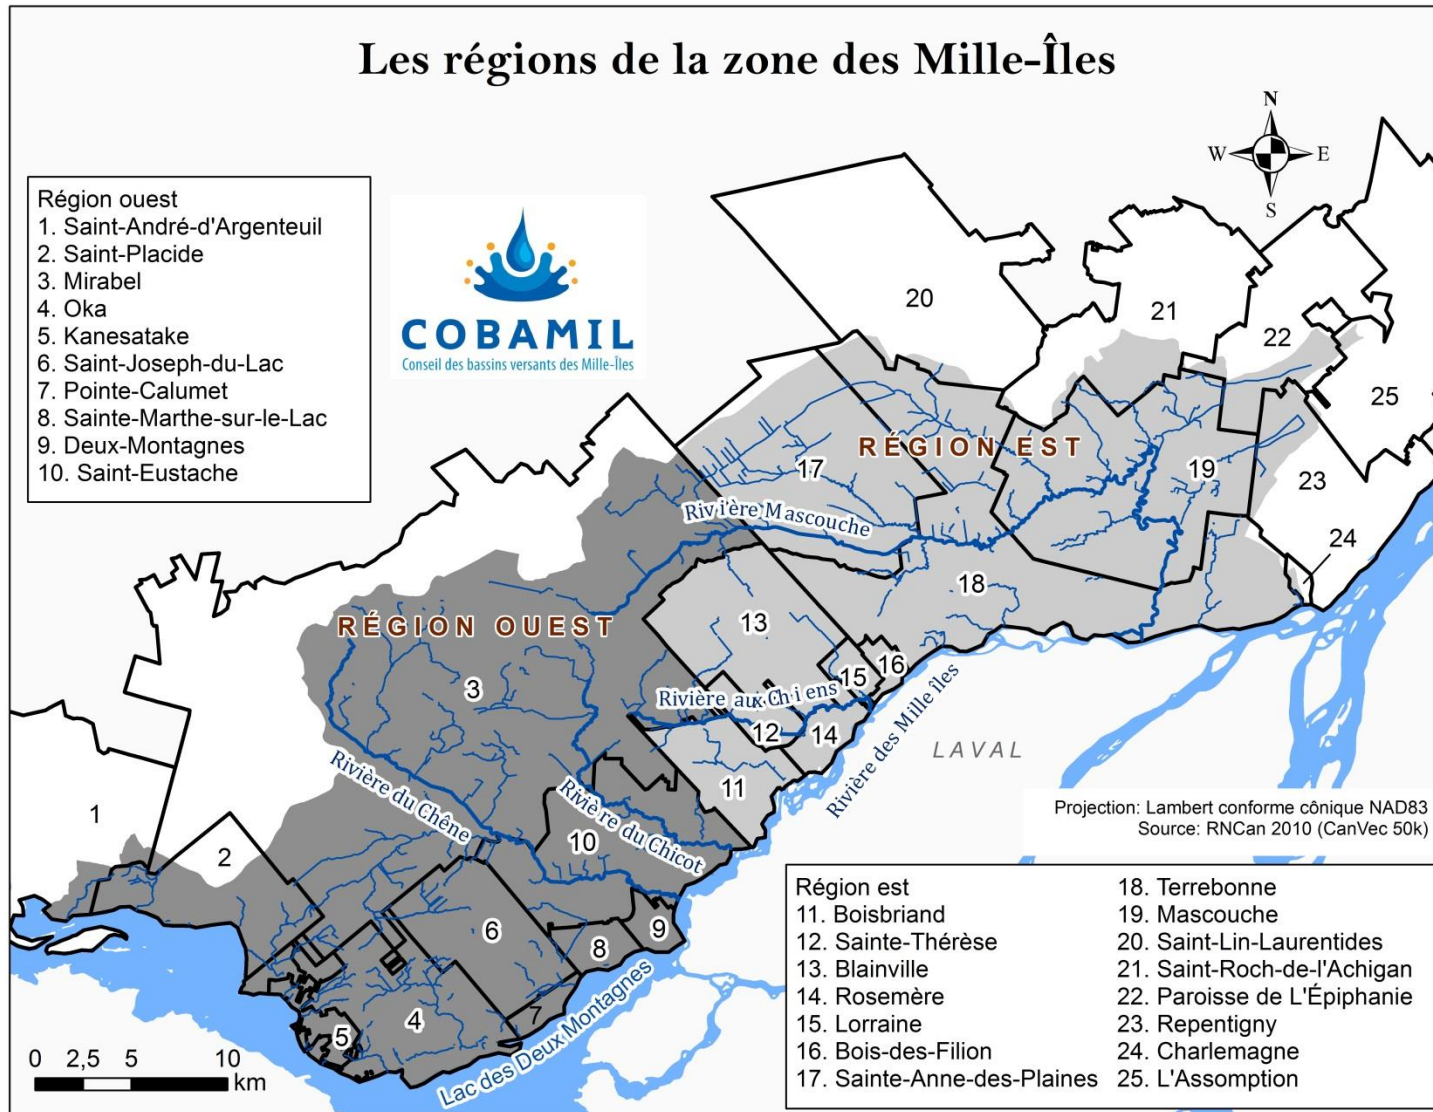 Les régions de la zone des Mille-Îles
N
W E
S
Région ouest
1. Saint-André-d'Argenteuil
2. Saint-Placide
3. Mirabel
4. Oka
5. Kanesatake
6. Saint-Joseph-du-Lac
7. Pointe-Calumet
8. Sainte-Marthe-sur-le-Lac
9. Deux-Montagnes
10. Saint-Eustache
COBAMIL
Conseil des bassins versants des Mille-Îles
20
21
22
25
RÉGION EST
17
19
23
Rivière Mascouche
24
18
RÉGION OUEST
13
16
15
3
Rivière aux Chiens
12
14
Rivière des Mille îles
LAVAL
11
Rivière du Chêne
Rivière du Chicot
1
10
2
6
9
8
7
4
5
Lac des Deux Montagnes
0 2,5 5 10
km
Projection: Lambert conforme cônique NAD83
Source: RNCan 2010 (CanVec 50k)
Région est
11. Boisbriand
12. Sainte-Thérèse
13. Blainville
14. Rosemère
15. Lorraine
16. Bois-des-Filion
17. Sainte-Anne-des-Plaines
18. Terrebonne
19. Mascouche
20. Saint-Lin-Laurentides
21. Saint-Roch-de-l'Achigan
22. Paroisse de L'Épiphanie
23. Repentigny
24. Charlemagne
25. L'Assomption